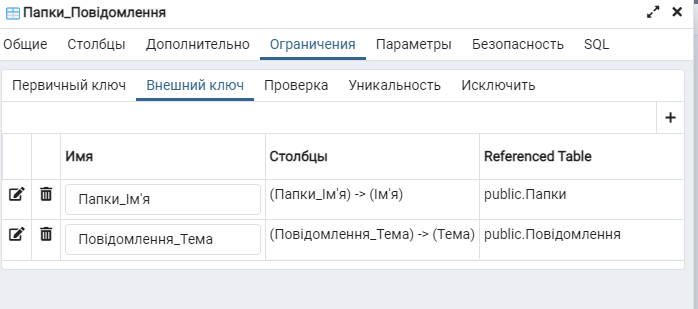 Папки_Повідомлення
Общие Столбцы Дополнительно Ограничения Параметры Безопасность SQL
Первичный ключ Внешний ключ Проверка Уникальность Исключить
Имя Столбцы Referenced Table
Папки_Ім'я (Папки_Ім'я) -> (Ім'я) public.Папки
Повідомлення_Тема (Повідомлення_Тема) -> (Тема) public.Повідомлення